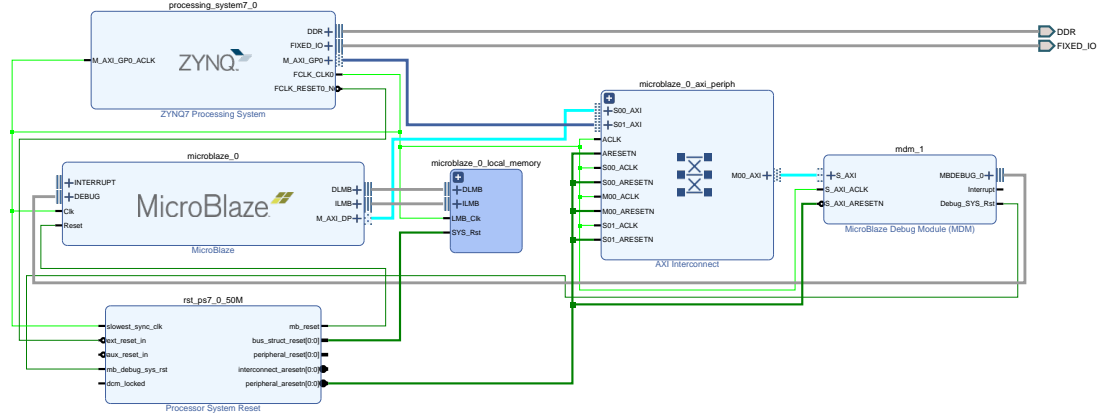 processing_system7_0
DDR
FIXED_IO
M_AXI_GP0_ACLK
M_AXI_GP0
FCLK_CLK0
FCLK_RESET0_N
ZYNQ
ZYNQ7 Processing System
DDR
FIXED_IO
microblaze_0_axi_periph
S00_AXI
S01_AXI
ACLK
ARESETN
S00_ACLK
S00_ARESETN
M00_ACLK
M00_ARESETN
S01_ACLK
S01_ARESETN
M00_AXI
AXI Interconnect
microblaze_0
INTERRUPT
DEBUG
Clk
Reset
MicroBlaze
DLMB
ILMB
M_AXI_DP
MicroBlaze
microblaze_0_local_memory
DLMB
ILMB
LMB_Clk
SYS_Rst
mdm_1
S_AXI
S_AXI_ACLK
S_AXI_ARESETN
MBDEBUG_0
Interrupt
Debug_SYS_Rst
MicroBlaze Debug Module (MDM)
rst_ps7_0_50M
slowest_sync_clk
ext_reset_in
aux_reset_in
mb_debug_sys_rst
dcm_locked
mb_reset
bus_struct_reset[0:0]
peripheral_reset[0:0]
interconnect_aresetn[0:0]
peripheral_aresetn[0:0]
Processor System Reset